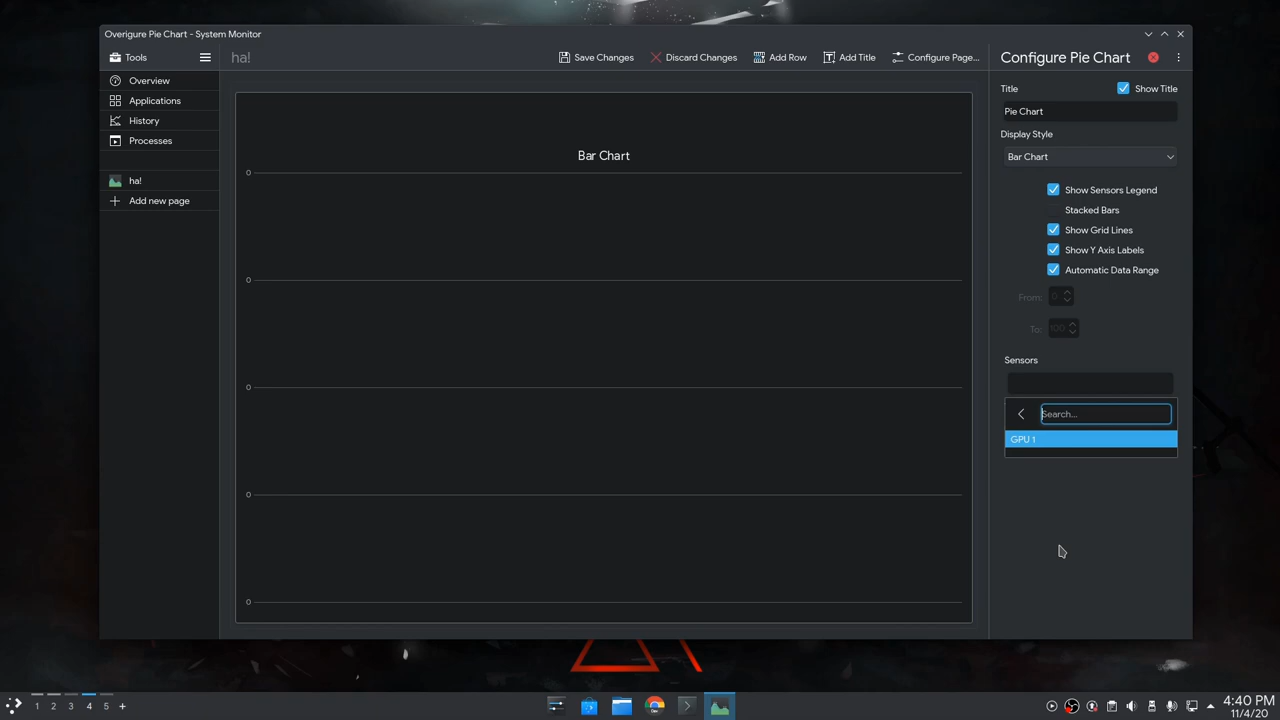 Overigure Pie Chart - System Monitor
Tools
ha!
Save Changes
Discard Changes
Add Row
Add Title
Configure Page...
Configure Pie Chart
Overview
Applications
History
Processes
ha!
Add new page
Bar Chart
0
0
0
0
0
Title
Show Title
Pie Chart
Display Style
Bar Chart
Show Sensors Legend
Stacked Bars
Show Grid Lines
Show Y Axis Labels
Automatic Data Range
From: 0
To: 100
Sensors
Search...
GPU 1
1 2 3 4 5 +
Dev
4:40 PM
11/4/20